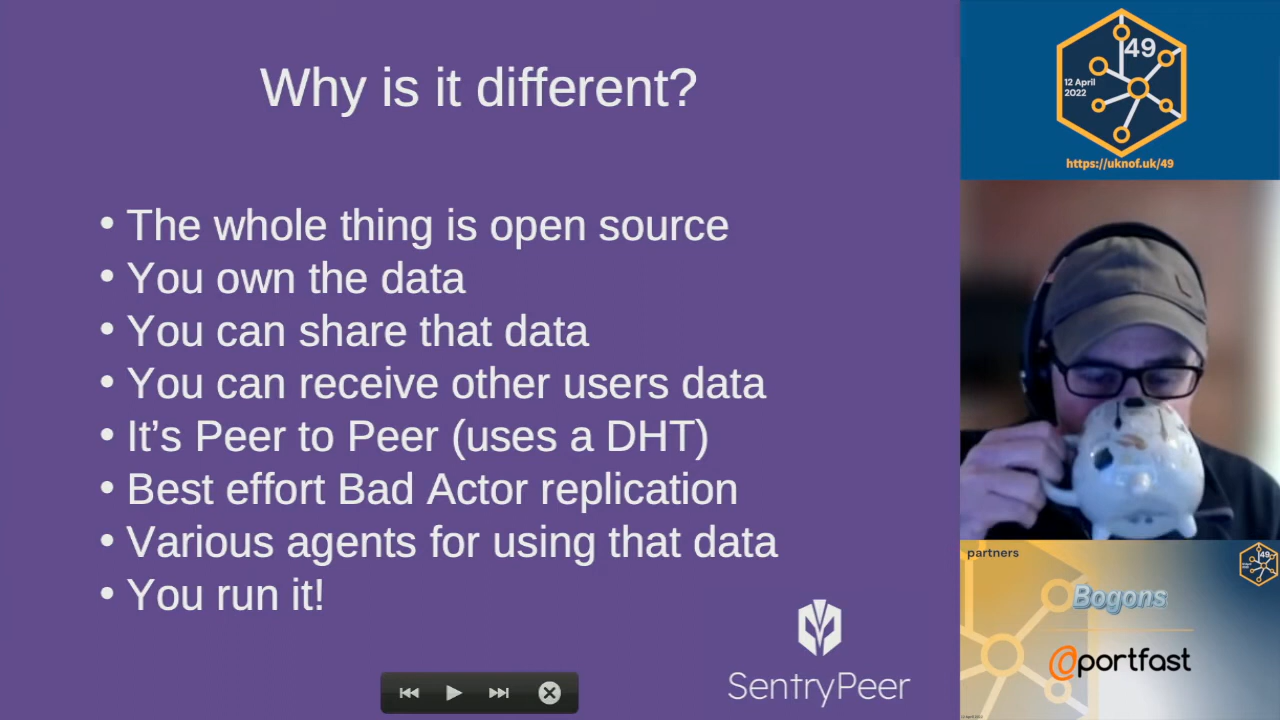 Why is it different?
• The whole thing is open source
• You own the data
• You can share that data
• You can receive other users data
• It’s Peer to Peer (uses a DHT)
• Best effort Bad Actor replication
• Various agents for using that data
• You run it!
SentryPeer
49
12 April
2022
https://uknof.uk/49
partners
49
Bogons
@portfast